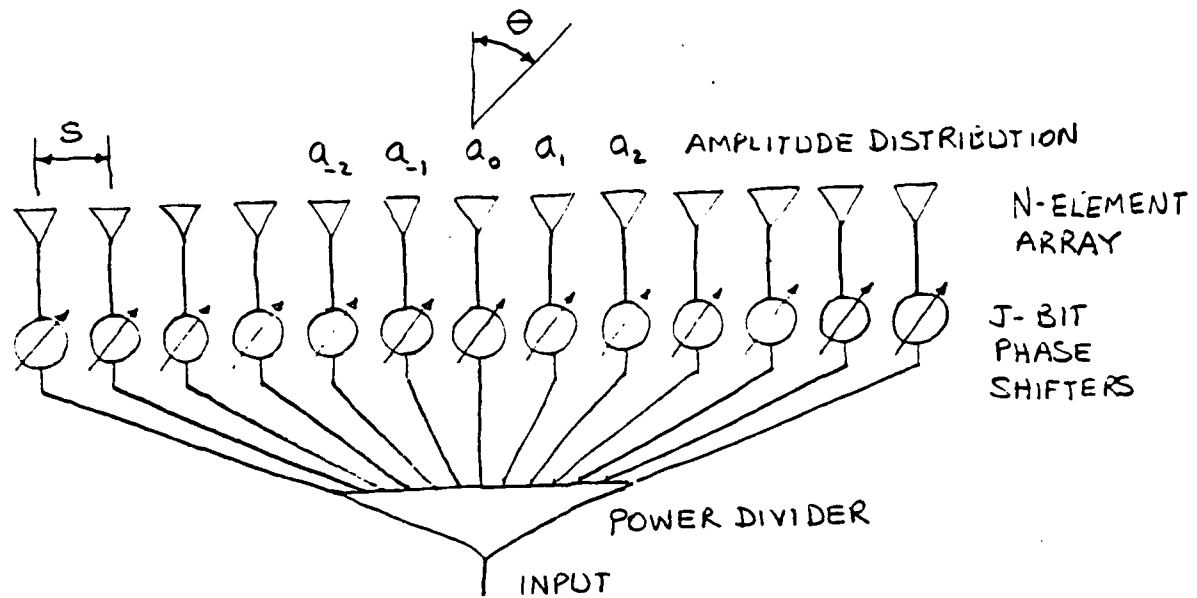 θ
S
a₋₂ a₋₁ a₀ a₁ a₂ AMPLITUDE DISTRIBUTION
N-ELEMENT
ARRAY
J-BIT
PHASE
SHIFTERS
POWER DIVIDER
INPUT